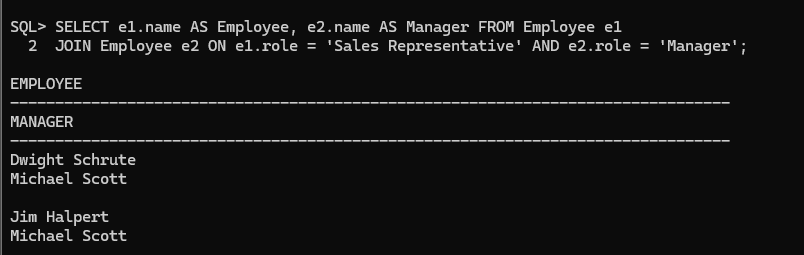 SQL> SELECT e1.name AS Employee, e2.name AS Manager FROM Employee e1
  2  JOIN Employee e2 ON e1.role = 'Sales Representative' AND e2.role = 'Manager';
EMPLOYEE
--------------------------------------------------------------------------------
MANAGER
--------------------------------------------------------------------------------
Dwight Schrute
Michael Scott
Jim Halpert
Michael Scott